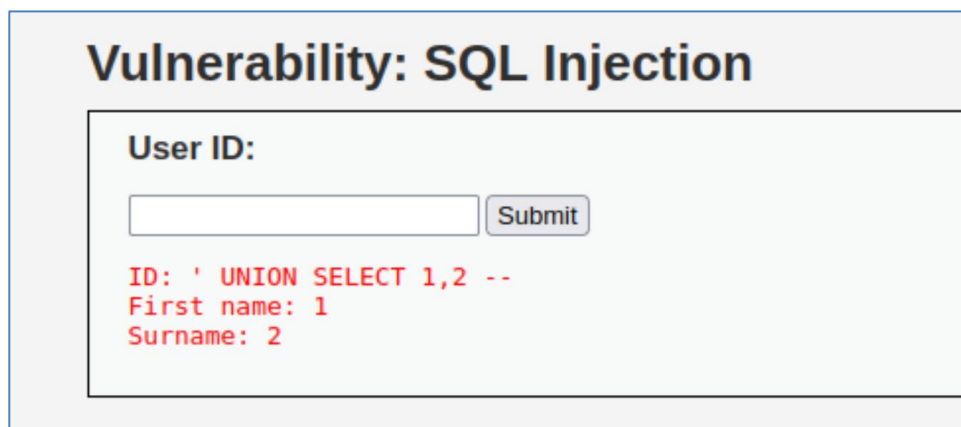 Vulnerability: SQL Injection
User ID:
Submit
ID: ' UNION SELECT 1,2 --
First name: 1
Surname: 2